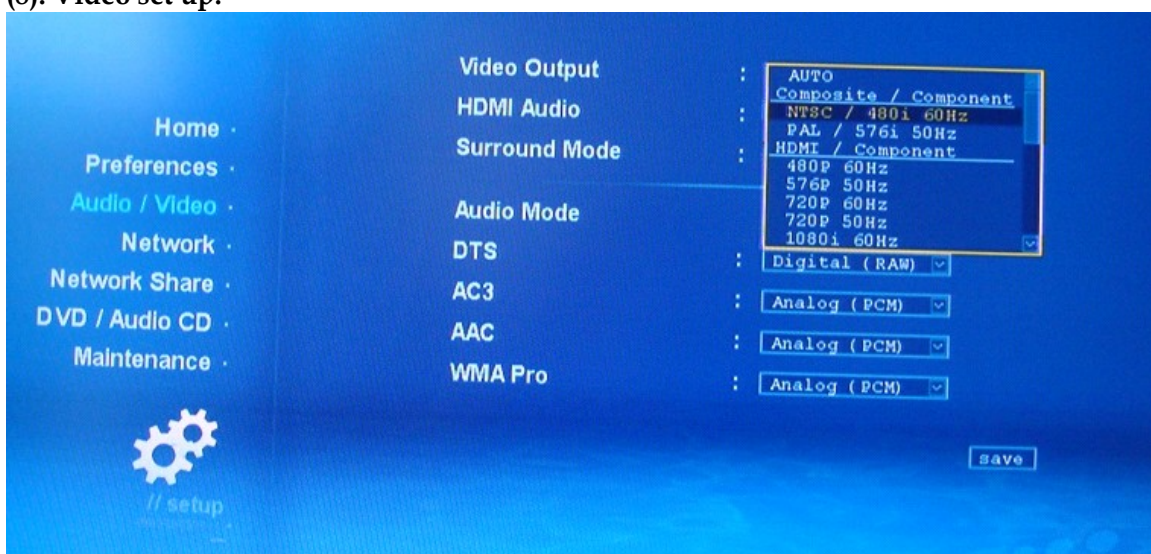 (8). Video set up:
Home
Preferences
Audio / Video
Network
Network Share
DVD / Audio CD
Maintenance
// setup
Video Output :
HDMI Audio :
Surround Mode :
Audio Mode
DTS : Digital (RAW)
AC3 : Analog (PCM)
AAC : Analog (PCM)
WMA Pro : Analog (PCM)
AUTO
Composite / Component
NTSC / 480i 60Hz
PAL / 576i 50Hz
HDMI / Component
480P 60Hz
576P 50Hz
720P 60Hz
720P 50Hz
1080i 60Hz
save